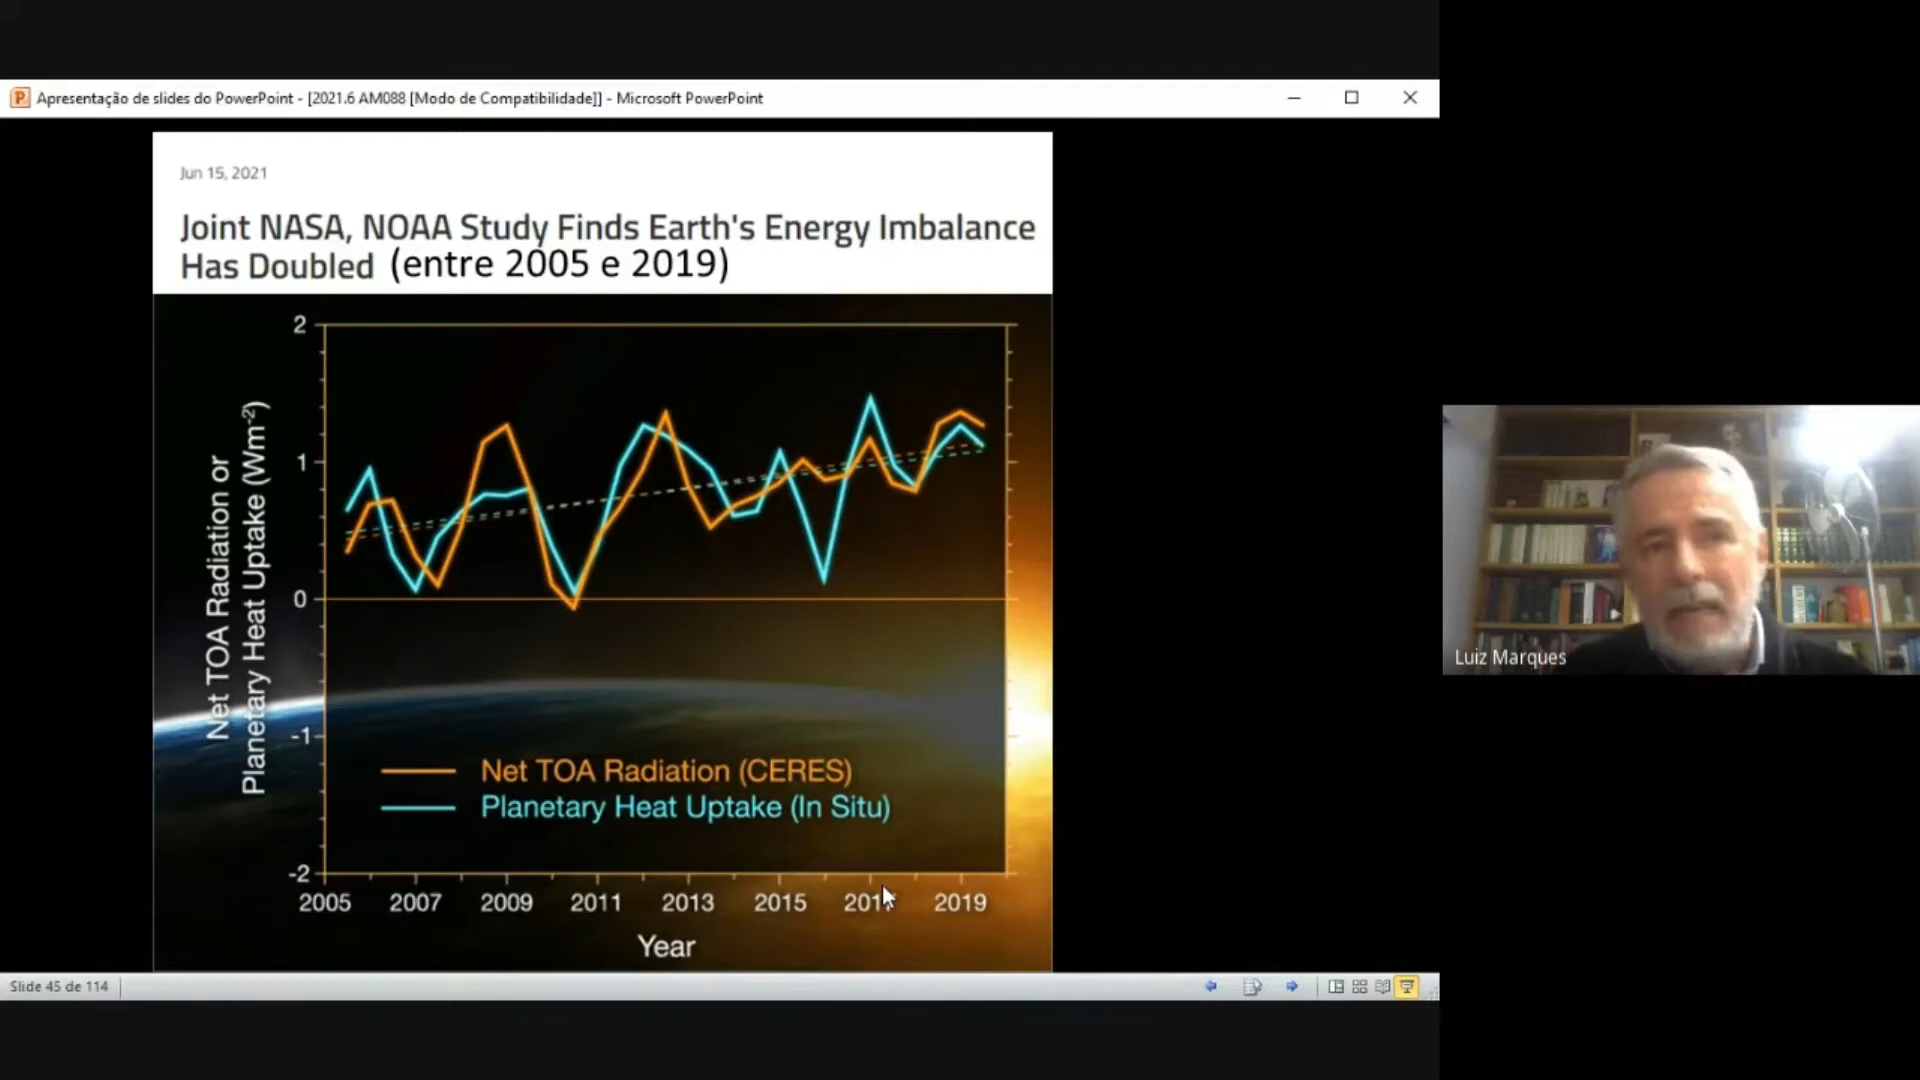 Apresentação de slides do PowerPoint - [2021.6 AM088 [Modo de Compatibilidade]] - Microsoft PowerPoint
Jun 15, 2021
Joint NASA, NOAA Study Finds Earth's Energy Imbalance
Has Doubled (entre 2005 e 2019)
Net TOA Radiation or
Planetary Heat Uptake (Wm-2)
2
1
0
-1
-2
Net TOA Radiation (CERES)
Planetary Heat Uptake (In Situ)
2005 2007 2009 2011 2013 2015 2017 2019
Year
Luiz Marques
Slide 45 de 114